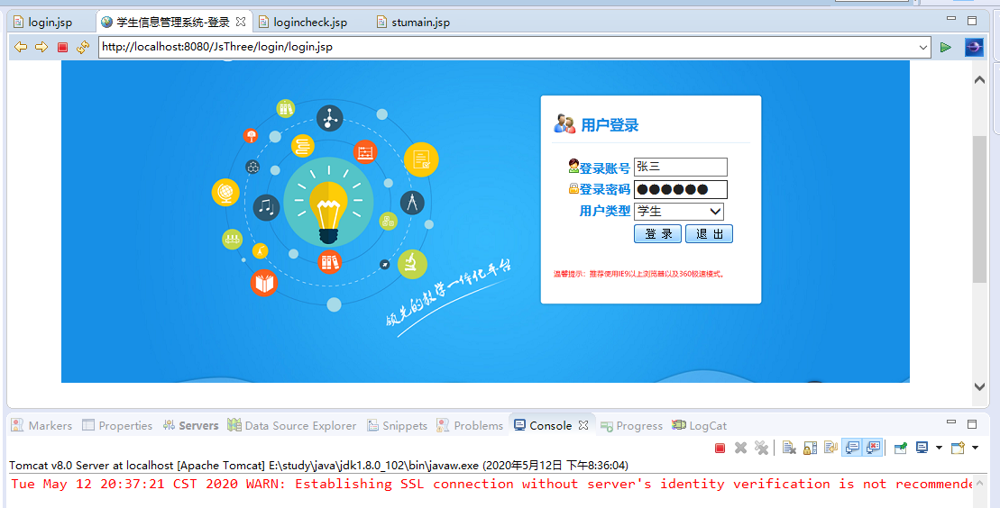 login.jsp 学生信息管理系统-登录 logincheck.jsp stumain.jsp
http://localhost:8080/JsThree/login/login.jsp
用户登录
登录账号 张三
登录密码 ●●●●●●
用户类型 学生
登 录 退 出
温馨提示：推荐使用IE9以上浏览器以及360极速模式。
领先的教学一体化平台
Markers Properties Servers Data Source Explorer Snippets Problems Console Progress LogCat
Tomcat v8.0 Server at localhost [Apache Tomcat] E:\study\java\jdk1.8.0_102\bin\javaw.exe (2020年5月12日 下午8:36:04)
Tue May 12 20:37:21 CST 2020 WARN: Establishing SSL connection without server's identity verification is not recommende